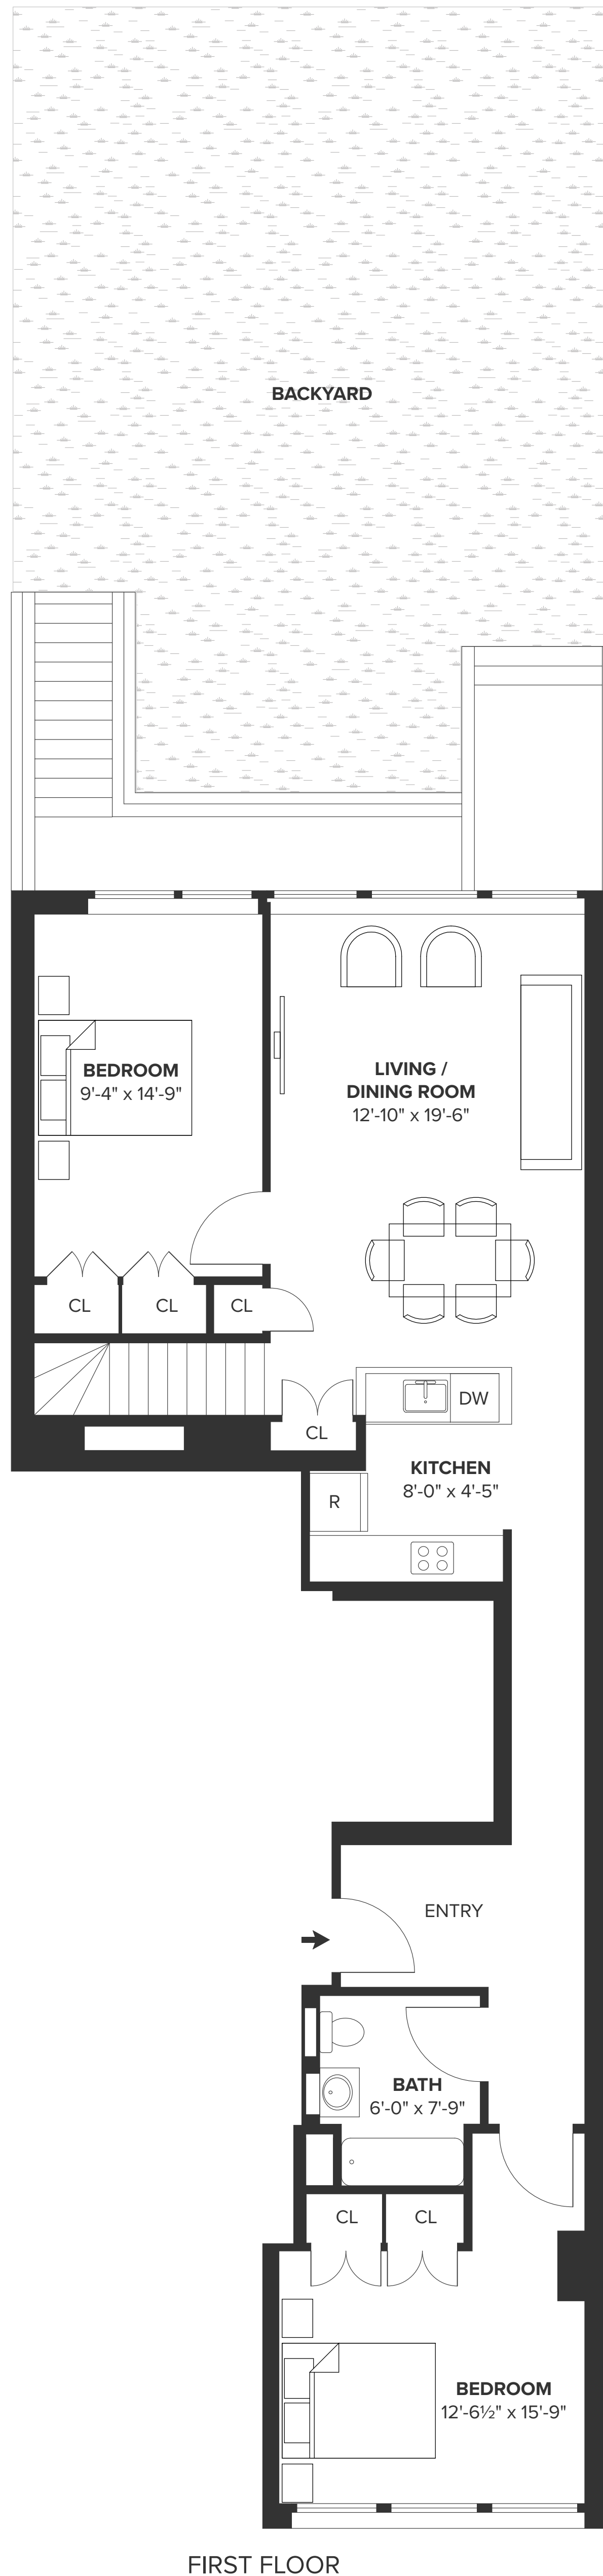 BACKYARD
BEDROOM
9'-4" x 14'-9"
LIVING /
DINING ROOM
12'-10" x 19'-6"
CL
CL
CL
DW
CL
KITCHEN
8'-0" x 4'-5"
R
ENTRY
BATH
6'-0" x 7'-9"
CL
CL
BEDROOM
12'-6½" x 15'-9"
FIRST FLOOR